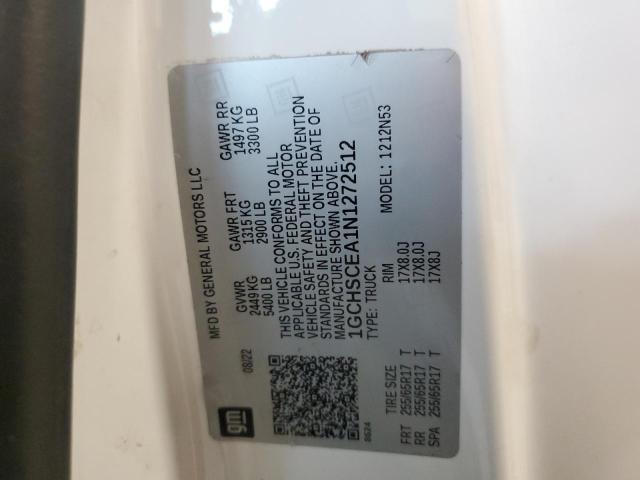 gm
08/22
MFD BY GENERAL MOTORS LLC
GVWR
2449 KG
5400 LB
GAWR FRT
1315 KG
2900 LB
GAWR RR
1497 KG
3300 LB
THIS VEHICLE CONFORMS TO ALL
APPLICABLE U.S. FEDERAL MOTOR
VEHICLE SAFETY AND THEFT PREVENTION
STANDARDS IN EFFECT ON THE DATE OF
MANUFACTURE SHOWN ABOVE.
1GCHSCEA1N1272512
TYPE: TRUCK
MODEL: 1212N53
8624
TIRE SIZE RIM
FRT 255/65R17 T 17X8.0J
RR 255/65R17 T 17X8.0J
SPA 255/65R17 T 17X8J